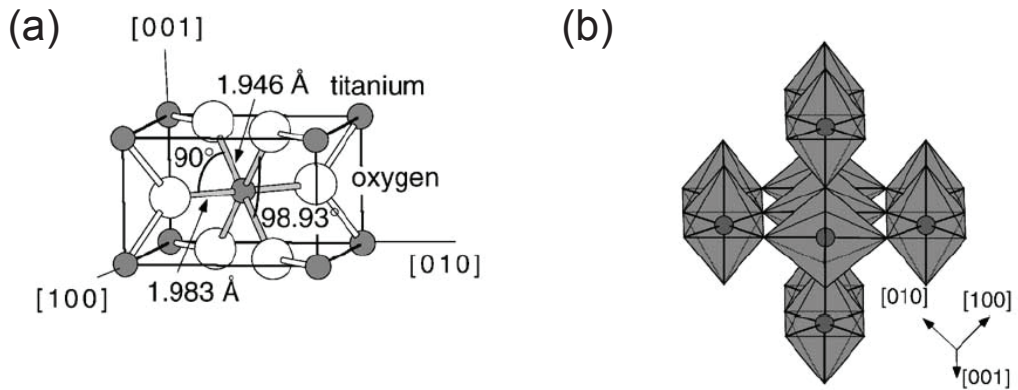 (a)
[001]
1.946 Å
titanium
90°
oxygen
98.93°
[010]
[100]
1.983 Å
(b)
[010]
[100]
[001]